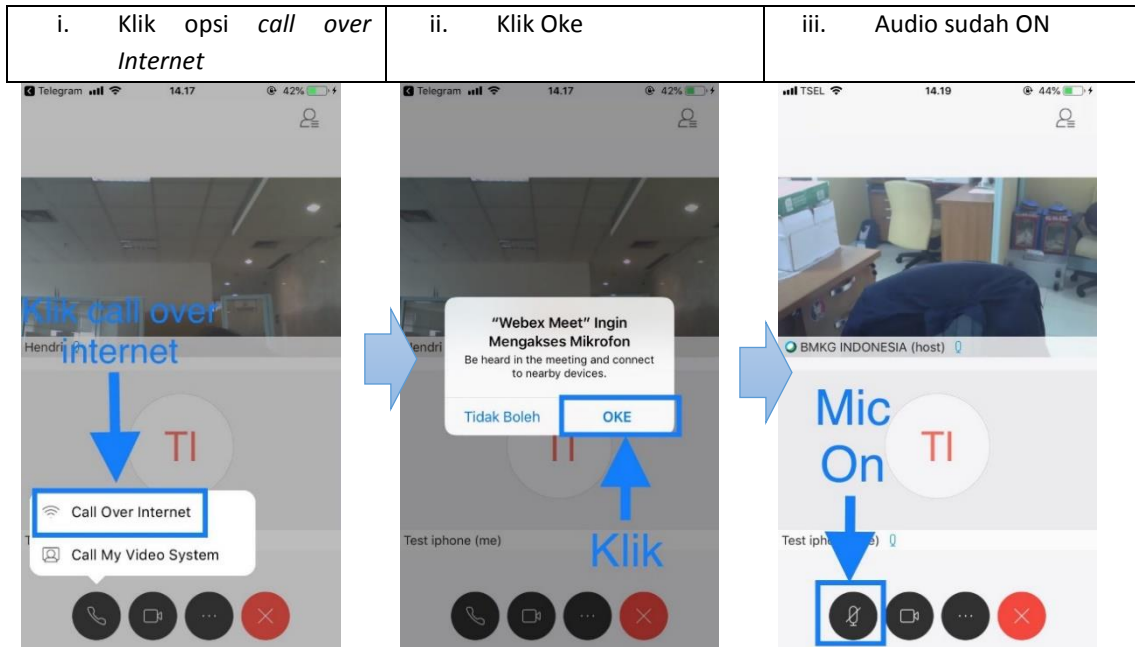 i. Klik opsi call over
Internet
ii. Klik Oke
iii. Audio sudah ON
Telegram 14.17 42%
Klik call over
internet
Hendri
TI
Call Over Internet
T
Call My Video System
Telegram 14.17 42%
"Webex Meet" Ingin
Mengakses Mikrofon
Be heard in the meeting and connect
to nearby devices.
Tidak Boleh OKE
Hendri
TI
Klik
Test iphone (me)
TSEL 14.19 44%
BMKG INDONESIA (host)
Mic
On
TI
Test iph e)